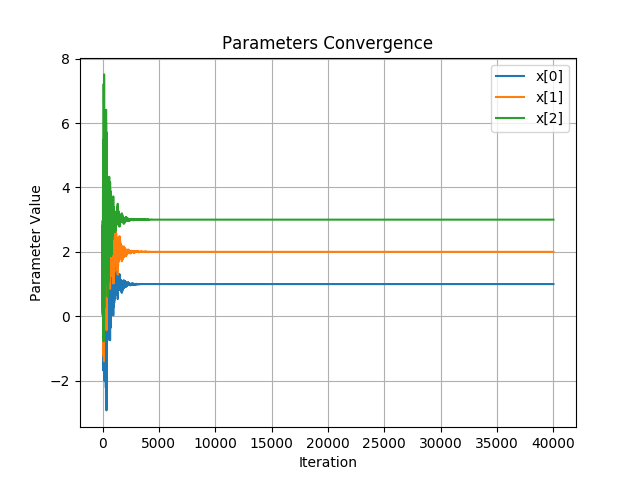 Parameters Convergence
8
6
4
2
0
−2
Parameter Value
x[0]
x[1]
x[2]
0 5000 10000 15000 20000 25000 30000 35000 40000
Iteration